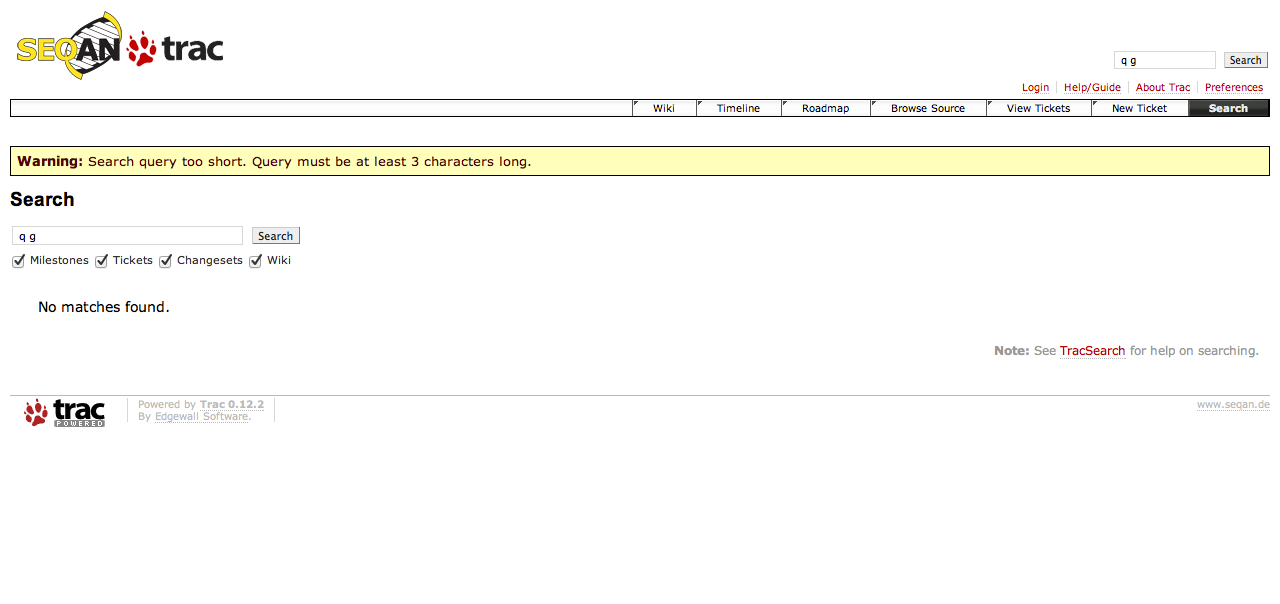 SEQAN trac
q g Search
Login Help/Guide About Trac Preferences
Wiki Timeline Roadmap Browse Source View Tickets New Ticket Search
Warning: Search query too short. Query must be at least 3 characters long.
Search
q g Search
Milestones Tickets Changesets Wiki
No matches found.
Note: See TracSearch for help on searching.
trac POWERED
Powered by Trac 0.12.2
By Edgewall Software.
www.seqan.de